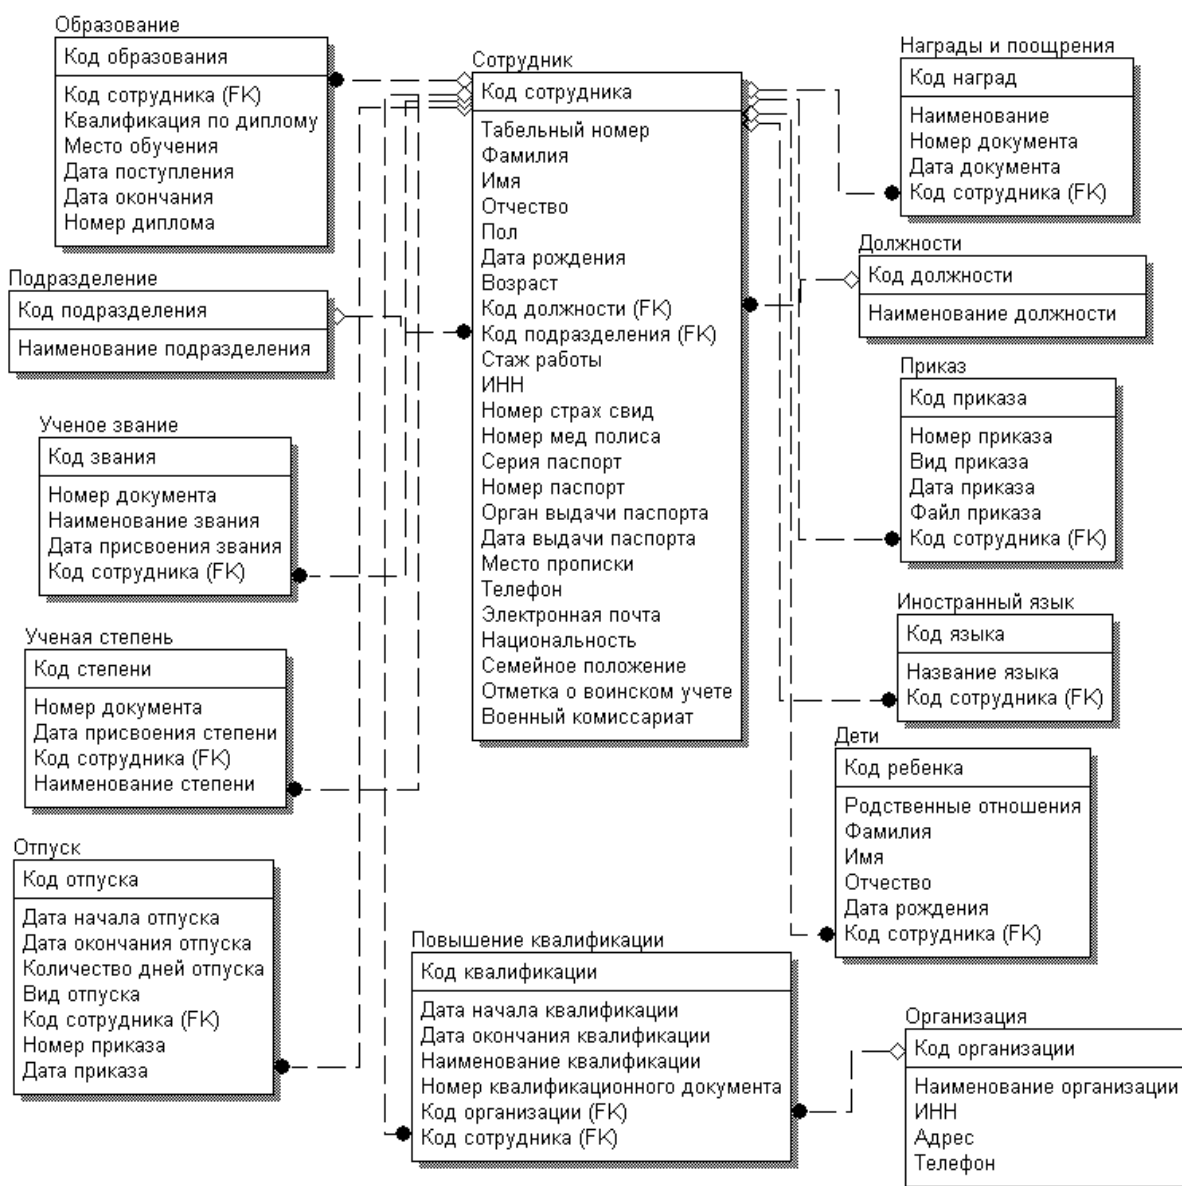 Образование
Код образования
Код сотрудника (FK)
Квалификация по диплому
Место обучения
Дата поступления
Дата окончания
Номер диплома
Подразделение
Код подразделения
Наименование подразделения
Ученое звание
Код звания
Номер документа
Наименование звания
Дата присвоения звания
Код сотрудника (FK)
Ученая степень
Код степени
Номер документа
Дата присвоения степени
Код сотрудника (FK)
Наименование степени
Отпуск
Код отпуска
Дата начала отпуска
Дата окончания отпуска
Количество дней отпуска
Вид отпуска
Код сотрудника (FK)
Номер приказа
Дата приказа
Сотрудник
Код сотрудника
Табельный номер
Фамилия
Имя
Отчество
Пол
Дата рождения
Возраст
Код должности (FK)
Код подразделения (FK)
Стаж работы
ИНН
Номер страх свид
Номер мед полиса
Серия паспорт
Номер паспорт
Орган выдачи паспорта
Дата выдачи паспорта
Место прописки
Телефон
Электронная почта
Национальность
Семейное положение
Отметка о воинском учете
Военный комиссариат
Повышение квалификации
Код квалификации
Дата начала квалификации
Дата окончания квалификации
Наименование квалификации
Номер квалификационного документа
Код организации (FK)
Код сотрудника (FK)
Награды и поощрения
Код наград
Наименование
Номер документа
Дата документа
Код сотрудника (FK)
Должности
Код должности
Наименование должности
Приказ
Код приказа
Номер приказа
Вид приказа
Дата приказа
Файл приказа
Код сотрудника (FK)
Иностранный язык
Код языка
Название языка
Код сотрудника (FK)
Дети
Код ребенка
Родственные отношения
Фамилия
Имя
Отчество
Дата рождения
Код сотрудника (FK)
Организация
Код организации
Наименование организации
ИНН
Адрес
Телефон